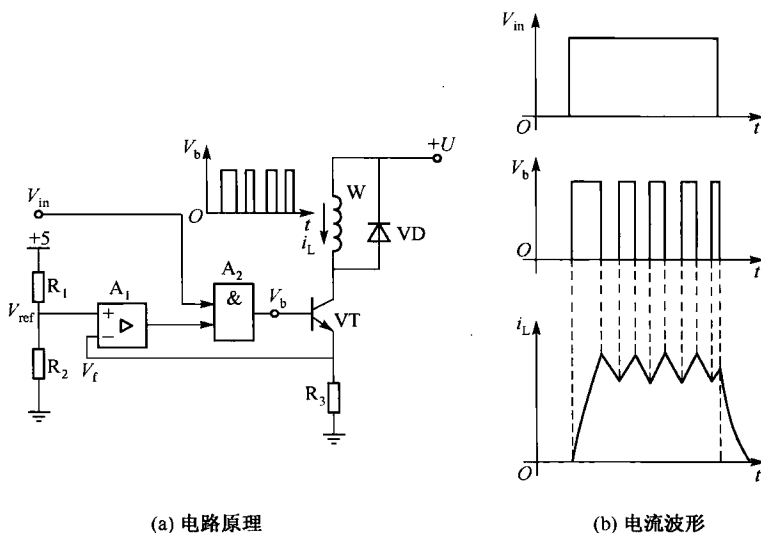 V_b
O
t
i_L
+U
W
VD
V_in
+5
R_1
V_ref
R_2
A_1
+
−
V_f
A_2
&
V_b
VT
R_3
(a) 电路原理
V_in
O
t
V_b
O
t
i_L
O
t
(b) 电流波形